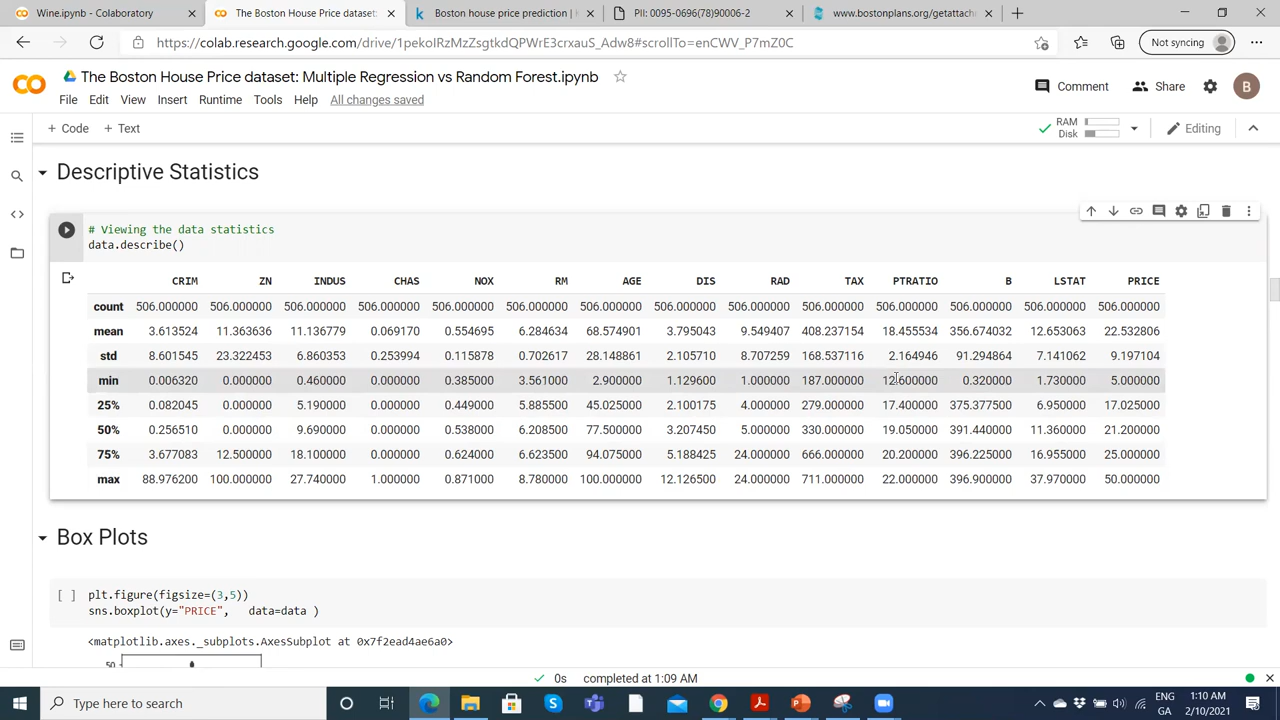 Wine.ipynb - Colaboratory
The Boston House Price dataset:
Boston house price prediction |
PII: 0095-0696(78)90006-2
www.bostonplans.org/getattachm
https://colab.research.google.com/drive/1pekoIRzMzZsgtkdQPWrE3crxauS_Adw8#scrollTo=enCWV_P7mZ0C
Not syncing
The Boston House Price dataset: Multiple Regression vs Random Forest.ipynb
Comment
Share
B
File Edit View Insert Runtime Tools Help All changes saved
+ Code + Text
RAM
Disk
Editing
Descriptive Statistics
# Viewing the data statistics
data.describe()
CRIM ZN INDUS CHAS NOX RM AGE DIS RAD TAX PTRATIO B LSTAT PRICE
count 506.000000 506.000000 506.000000 506.000000 506.000000 506.000000 506.000000 506.000000 506.000000 506.000000 506.000000 506.000000 506.000000 506.000000
mean 3.613524 11.363636 11.136779 0.069170 0.554695 6.284634 68.574901 3.795043 9.549407 408.237154 18.455534 356.674032 12.653063 22.532806
std 8.601545 23.322453 6.860353 0.253994 0.115878 0.702617 28.148861 2.105710 8.707259 168.537116 2.164946 91.294864 7.141062 9.197104
min 0.006320 0.000000 0.460000 0.000000 0.385000 3.561000 2.900000 1.129600 1.000000 187.000000 12.600000 0.320000 1.730000 5.000000
25% 0.082045 0.000000 5.190000 0.000000 0.449000 5.885500 45.025000 2.100175 4.000000 279.000000 17.400000 375.377500 6.950000 17.025000
50% 0.256510 0.000000 9.690000 0.000000 0.538000 6.208500 77.500000 3.207450 5.000000 330.000000 19.050000 391.440000 11.360000 21.200000
75% 3.677083 12.500000 18.100000 0.000000 0.624000 6.623500 94.075000 5.188425 24.000000 666.000000 20.200000 396.225000 16.955000 25.000000
max 88.976200 100.000000 27.740000 1.000000 0.871000 8.780000 100.000000 12.126500 24.000000 711.000000 22.000000 396.900000 37.970000 50.000000
Box Plots
[ ] plt.figure(figsize=(3,5))
sns.boxplot(y="PRICE", data=data )
<matplotlib.axes._subplots.AxesSubplot at 0x7f2ead4ae6a0>
50
0s completed at 1:09 AM
Type here to search
ENG
GA
1:10 AM
2/10/2021